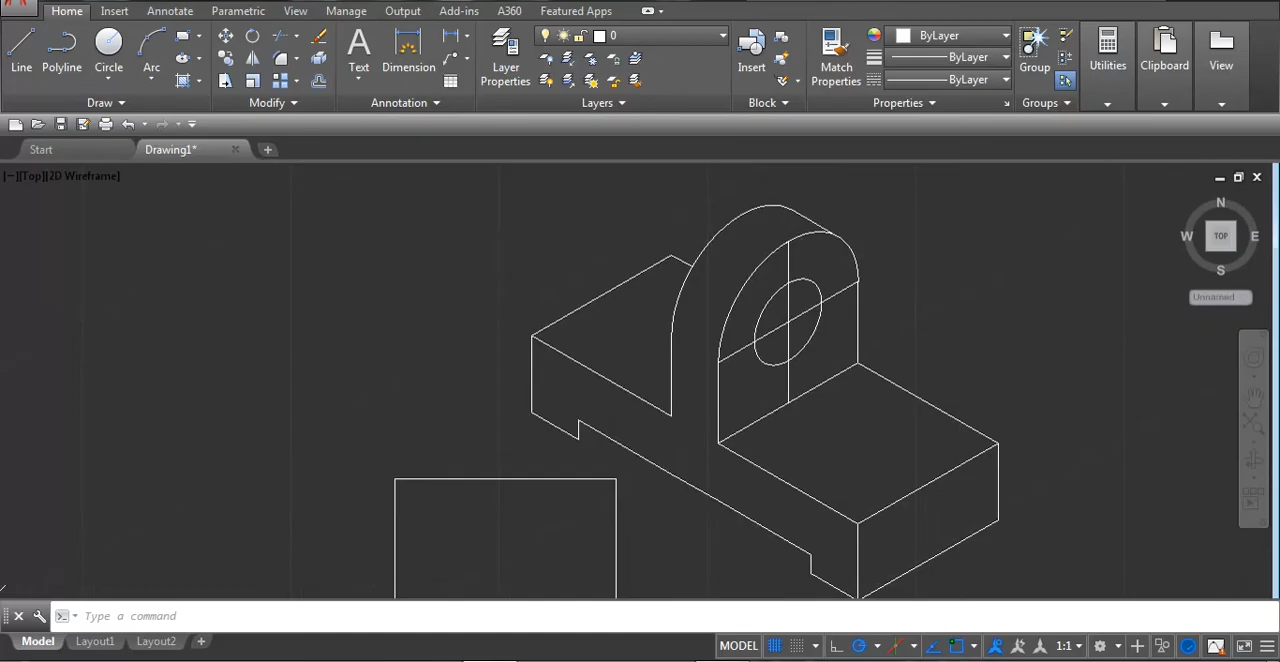 Home Insert Annotate Parametric View Manage Output Add-ins A360 Featured Apps
Line Polyline Circle Arc Text Dimension Layer Properties 0 Insert Match Properties ByLayer ByLayer ByLayer Group Utilities Clipboard View
Draw Modify Annotation Layers Block Properties Groups
Start Drawing1* +
[−][Top][2D Wireframe]
N
W TOP E
S
Unnamed
Type a command
Model Layout1 Layout2 + MODEL 1:1